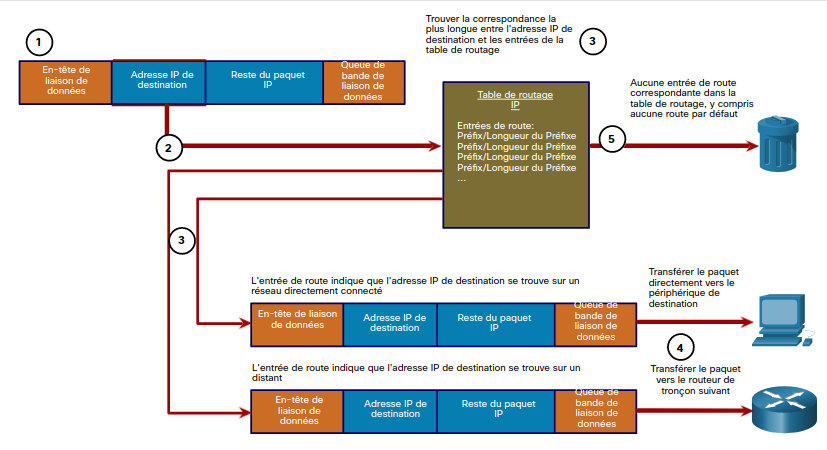 Trouver la correspondance la
plus longue entre l'adresse IP de
destination et les entrées de la
table de routage
3
1
En-tête de
liaison de
données
Adresse IP de
destination
Reste du paquet
IP
Queue de
bande de
liaison de
données
2
Table de routage
IP
Entrées de route:
Préfix/Longueur du Préfixe
Préfix/Longueur du Préfixe
Préfix/Longueur du Préfixe
Préfix/Longueur du Préfixe
...
5
Aucune entrée de route
correspondante dans la
table de routage, y compris
aucune route par défaut
3
L'entrée de route indique que l'adresse IP de destination se trouve sur un
réseau directement connecté
En-tête de liaison
de données
Adresse IP de
destination
Reste du paquet
IP
Queue de
bande de
liaison de
données
Transférer le paquet
directement vers le
périphérique de
destination
4
L'entrée de route indique que l'adresse IP de destination se trouve sur un
distant
En-tête de
liaison de
données
Adresse IP de
destination
Reste du paquet
IP
Queue de
bande de
liaison de
données
Transférer le paquet
vers le routeur de
tronçon suivant